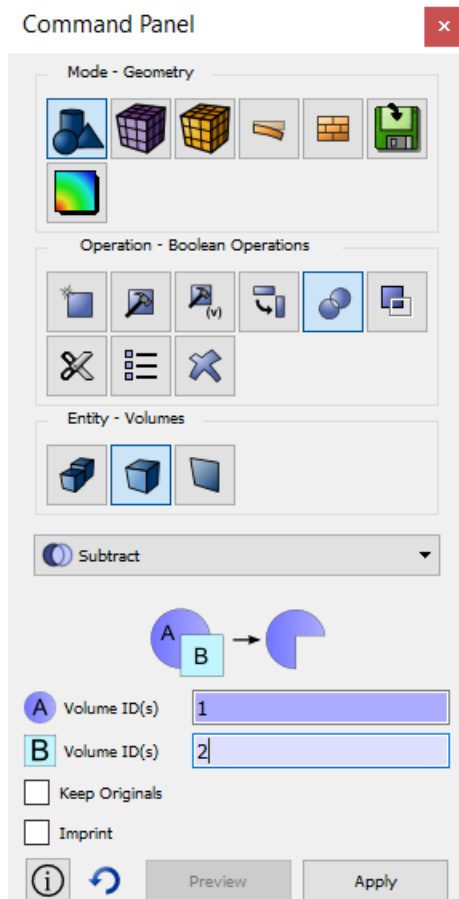 Command Panel
Mode - Geometry
(v)
Operation - Boolean Operations
Entity - Volumes
Subtract
A
B
A Volume ID(s) 1
B Volume ID(s) 2
Keep Originals
Imprint
Preview Apply